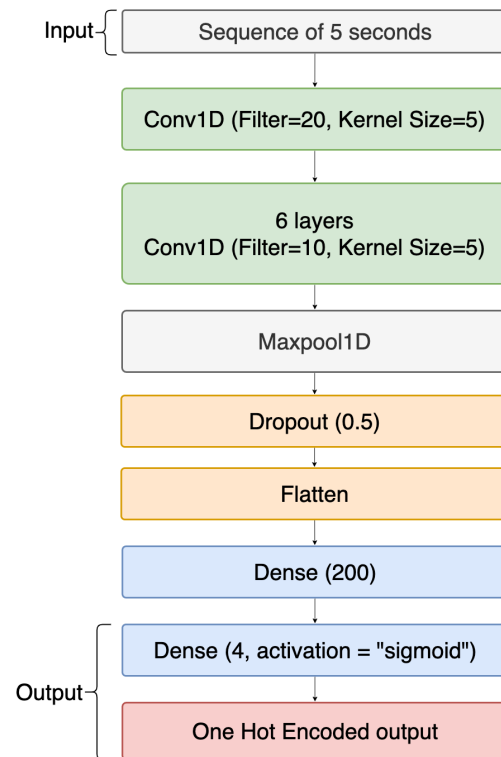 Input
Sequence of 5 seconds
Conv1D (Filter=20, Kernel Size=5)
6 layers
Conv1D (Filter=10, Kernel Size=5)
Maxpool1D
Dropout (0.5)
Flatten
Dense (200)
Output
Dense (4, activation = "sigmoid")
One Hot Encoded output